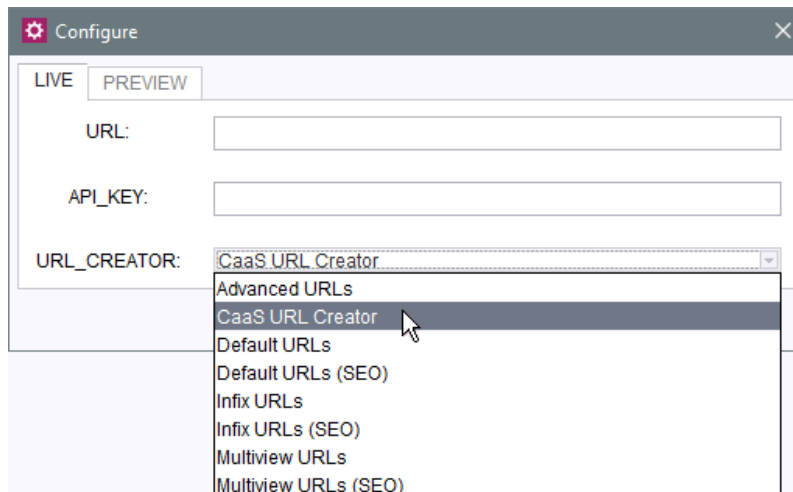 Configure
LIVE PREVIEW
URL:
API_KEY:
URL_CREATOR: CaaS URL Creator
Advanced URLs
CaaS URL Creator
Default URLs
Default URLs (SEO)
Infix URLs
Infix URLs (SEO)
Multiview URLs
Multiview URLs (SEO)